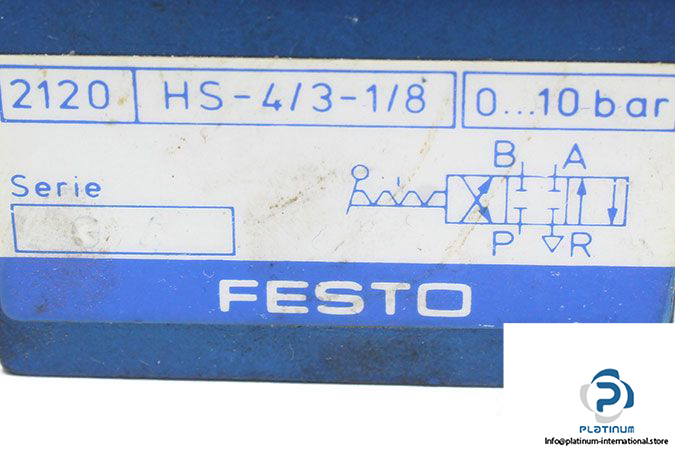 2120 HS-4/3-1/8 0...10 bar
B A
Serie
P R
FESTO
P
PLATINUM
Info@platinum-international.store